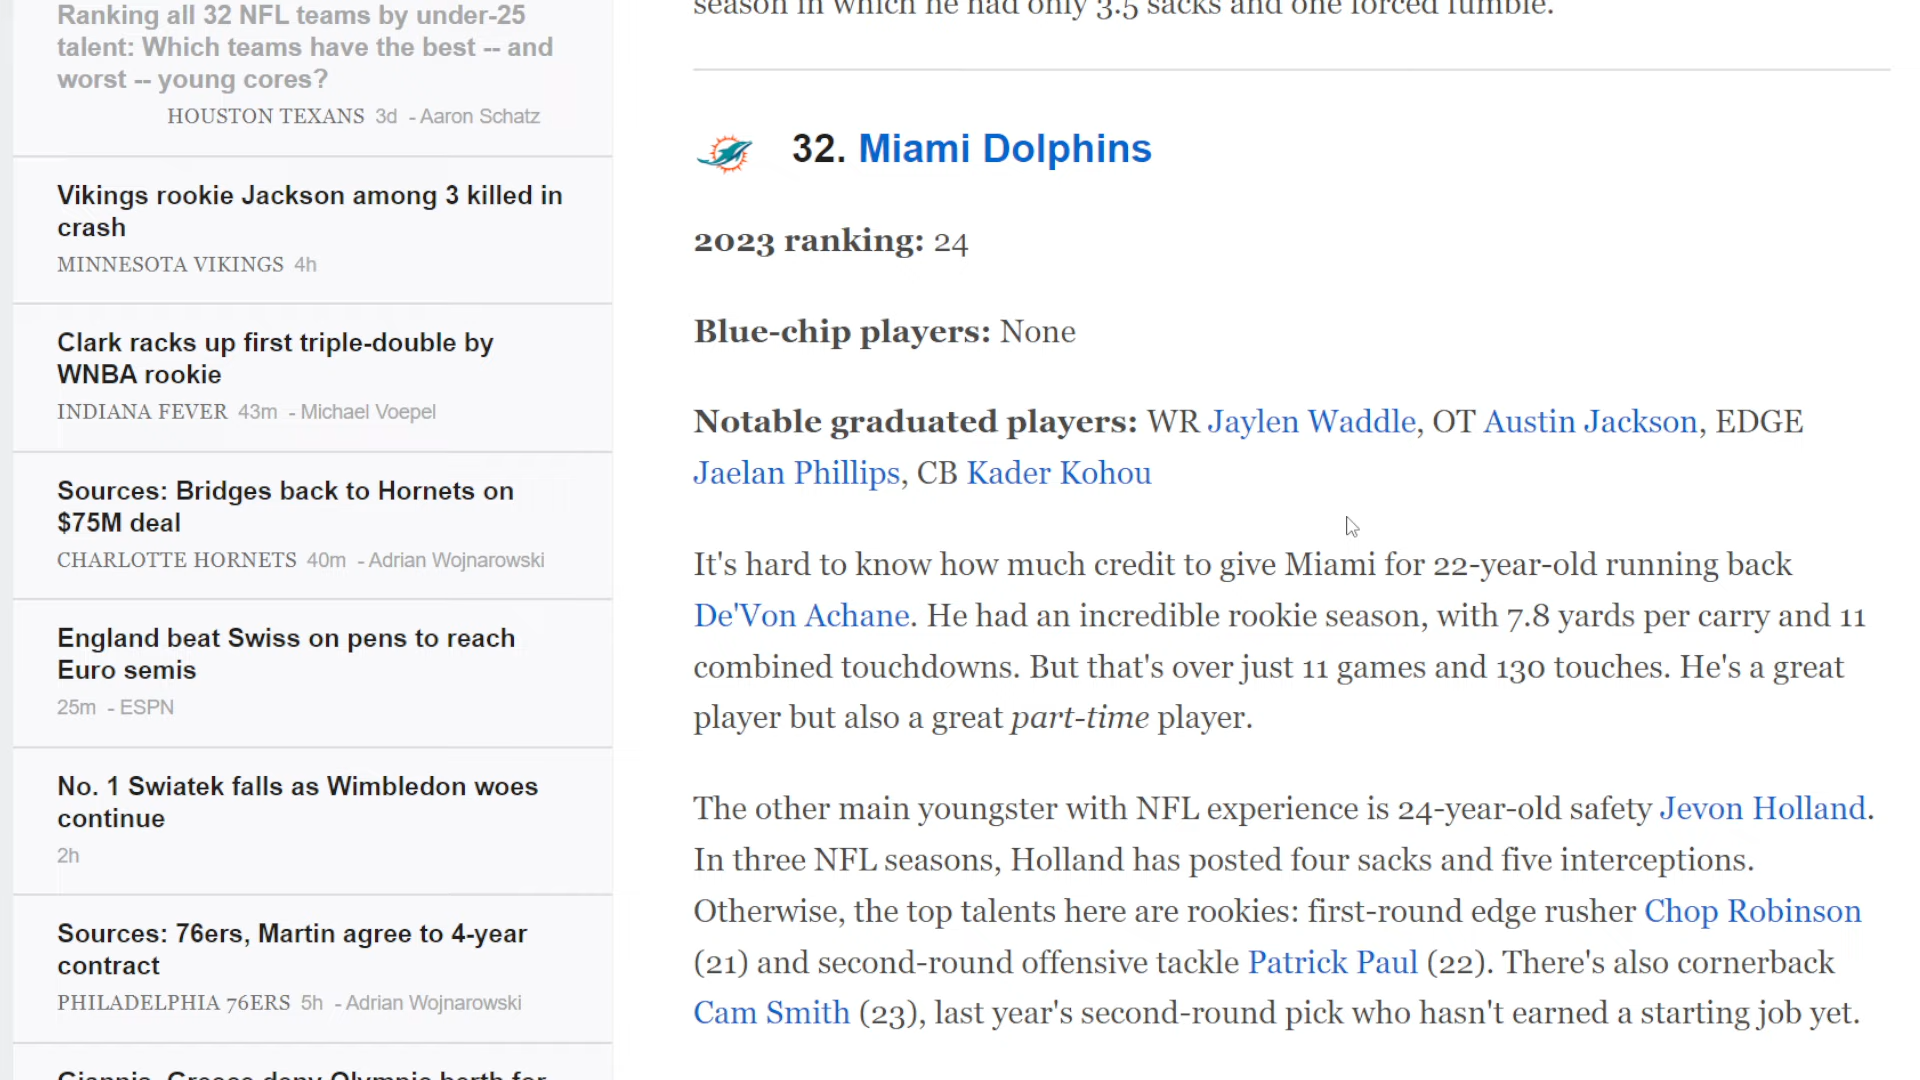 Ranking all 32 NFL teams by under-25
talent: Which teams have the best -- and
worst -- young cores?
HOUSTON TEXANS 3d - Aaron Schatz
Vikings rookie Jackson among 3 killed in
crash
MINNESOTA VIKINGS 4h
Clark racks up first triple-double by
WNBA rookie
INDIANA FEVER 43m - Michael Voepel
Sources: Bridges back to Hornets on
$75M deal
CHARLOTTE HORNETS 40m - Adrian Wojnarowski
England beat Swiss on pens to reach
Euro semis
25m - ESPN
No. 1 Swiatek falls as Wimbledon woes
continue
2h
Sources: 76ers, Martin agree to 4-year
contract
PHILADELPHIA 76ERS 5h - Adrian Wojnarowski
Giannis, Greece deny Olympic berth for
season in which he had only 3.5 sacks and one forced fumble.
32. Miami Dolphins
2023 ranking: 24
Blue-chip players: None
Notable graduated players: WR Jaylen Waddle, OT Austin Jackson, EDGE
Jaelan Phillips, CB Kader Kohou
It's hard to know how much credit to give Miami for 22-year-old running back
De'Von Achane. He had an incredible rookie season, with 7.8 yards per carry and 11
combined touchdowns. But that's over just 11 games and 130 touches. He's a great
player but also a great part-time player.
The other main youngster with NFL experience is 24-year-old safety Jevon Holland.
In three NFL seasons, Holland has posted four sacks and five interceptions.
Otherwise, the top talents here are rookies: first-round edge rusher Chop Robinson
(21) and second-round offensive tackle Patrick Paul (22). There's also cornerback
Cam Smith (23), last year's second-round pick who hasn't earned a starting job yet.